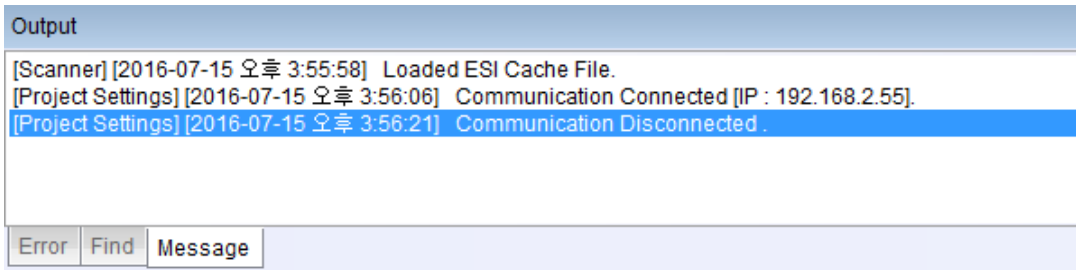 Output
[Scanner] [2016-07-15 오후 3:55:58] Loaded ESI Cache File.
[Project Settings] [2016-07-15 오후 3:56:06] Communication Connected [IP : 192.168.2.55].
[Project Settings] [2016-07-15 오후 3:56:21] Communication Disconnected .
Error Find Message